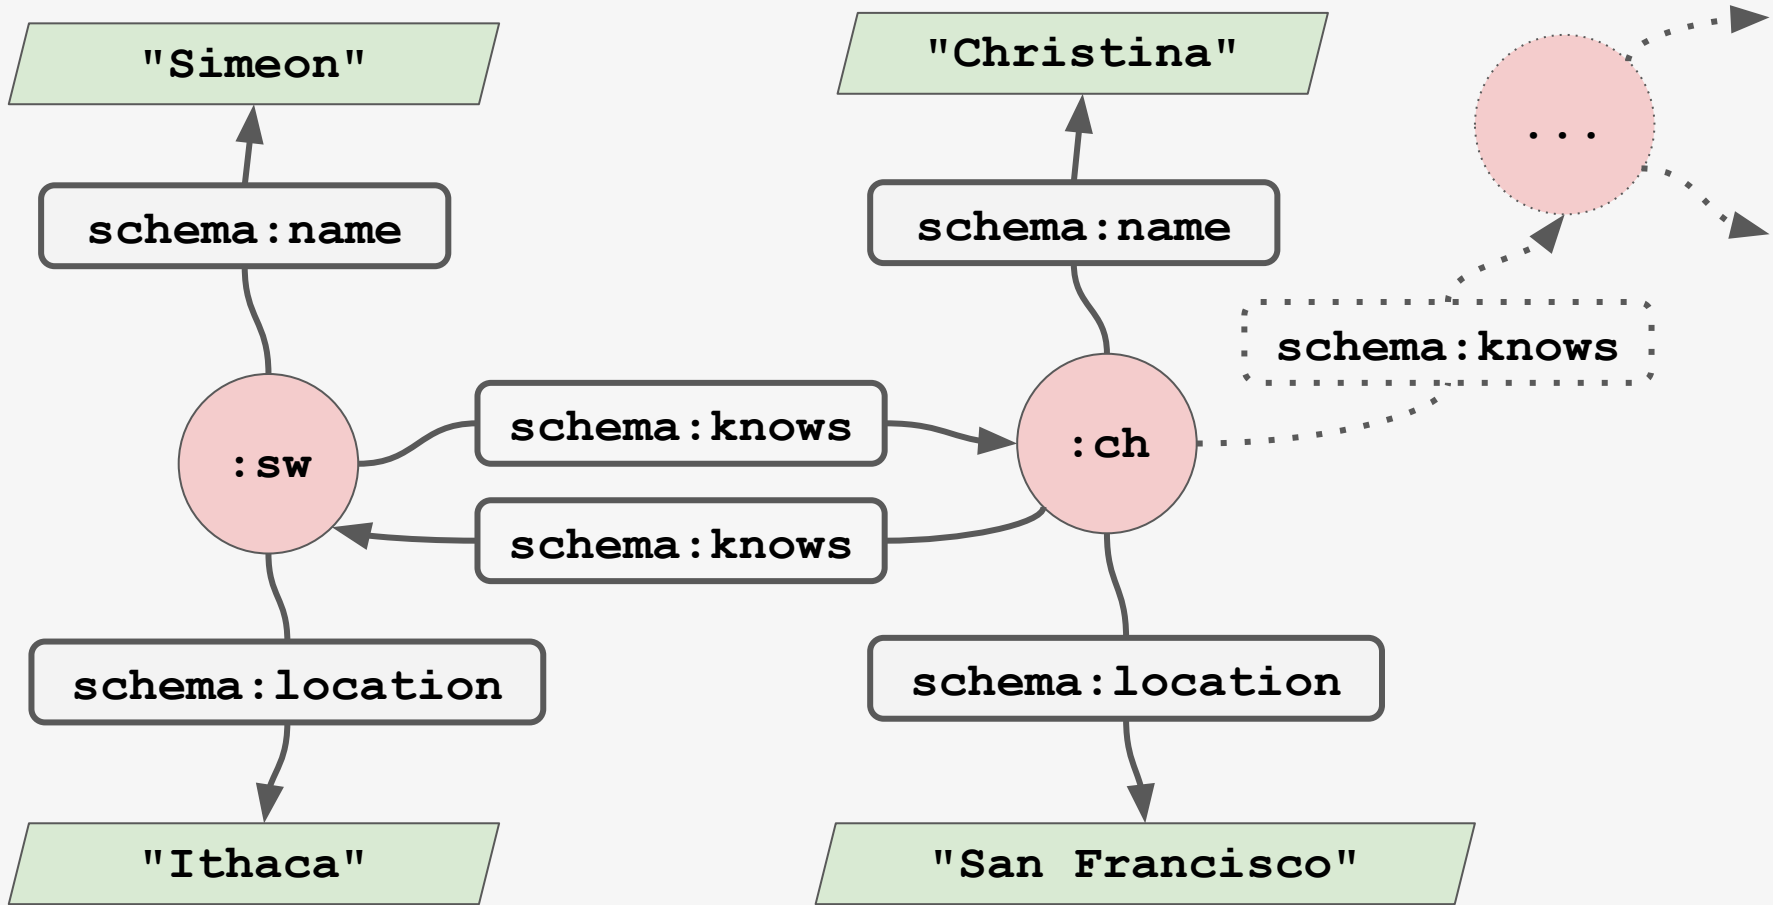 "Simeon"
"Christina"
...
schema:name
schema:name
schema:knows
schema:knows
:sw
:ch
schema:knows
schema:location
schema:location
"Ithaca"
"San Francisco"